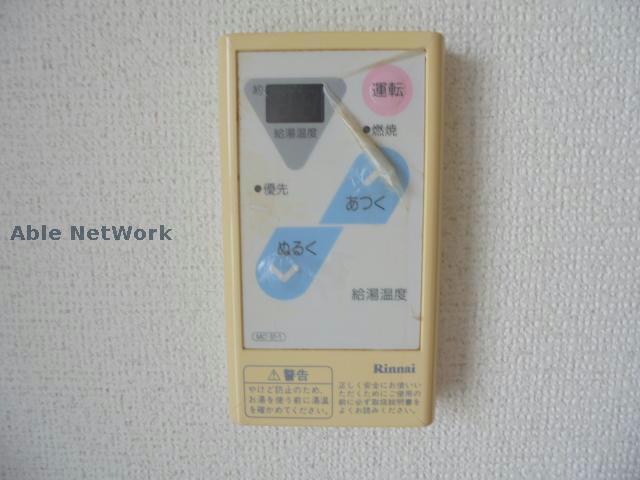 約
運転
給湯温度
燃焼
優先
あつく
ぬるく
給湯温度
Able NetWork
Rinnai
警告
やけど防止のため、
お湯を使う前に湯温
を確かめてください。
正しく安全にお使いい
ただくためにご使用の
前に必ず取扱説明書を
よくお読みください。